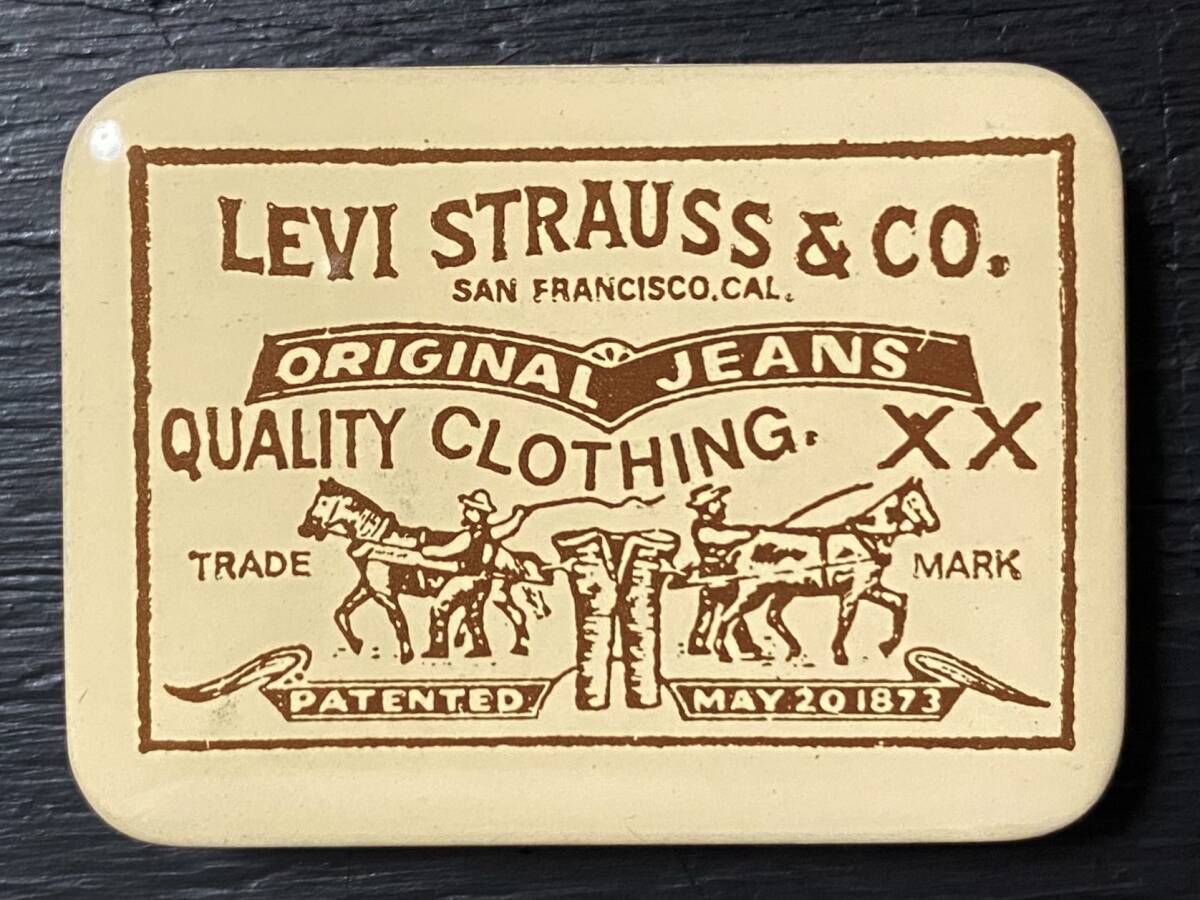 LEVI STRAUSS & CO.
SAN FRANCISCO, CAL.
ORIGINAL JEANS
QUALITY CLOTHING. XX
TRADE MARK
PATENTED MAY 20 1873